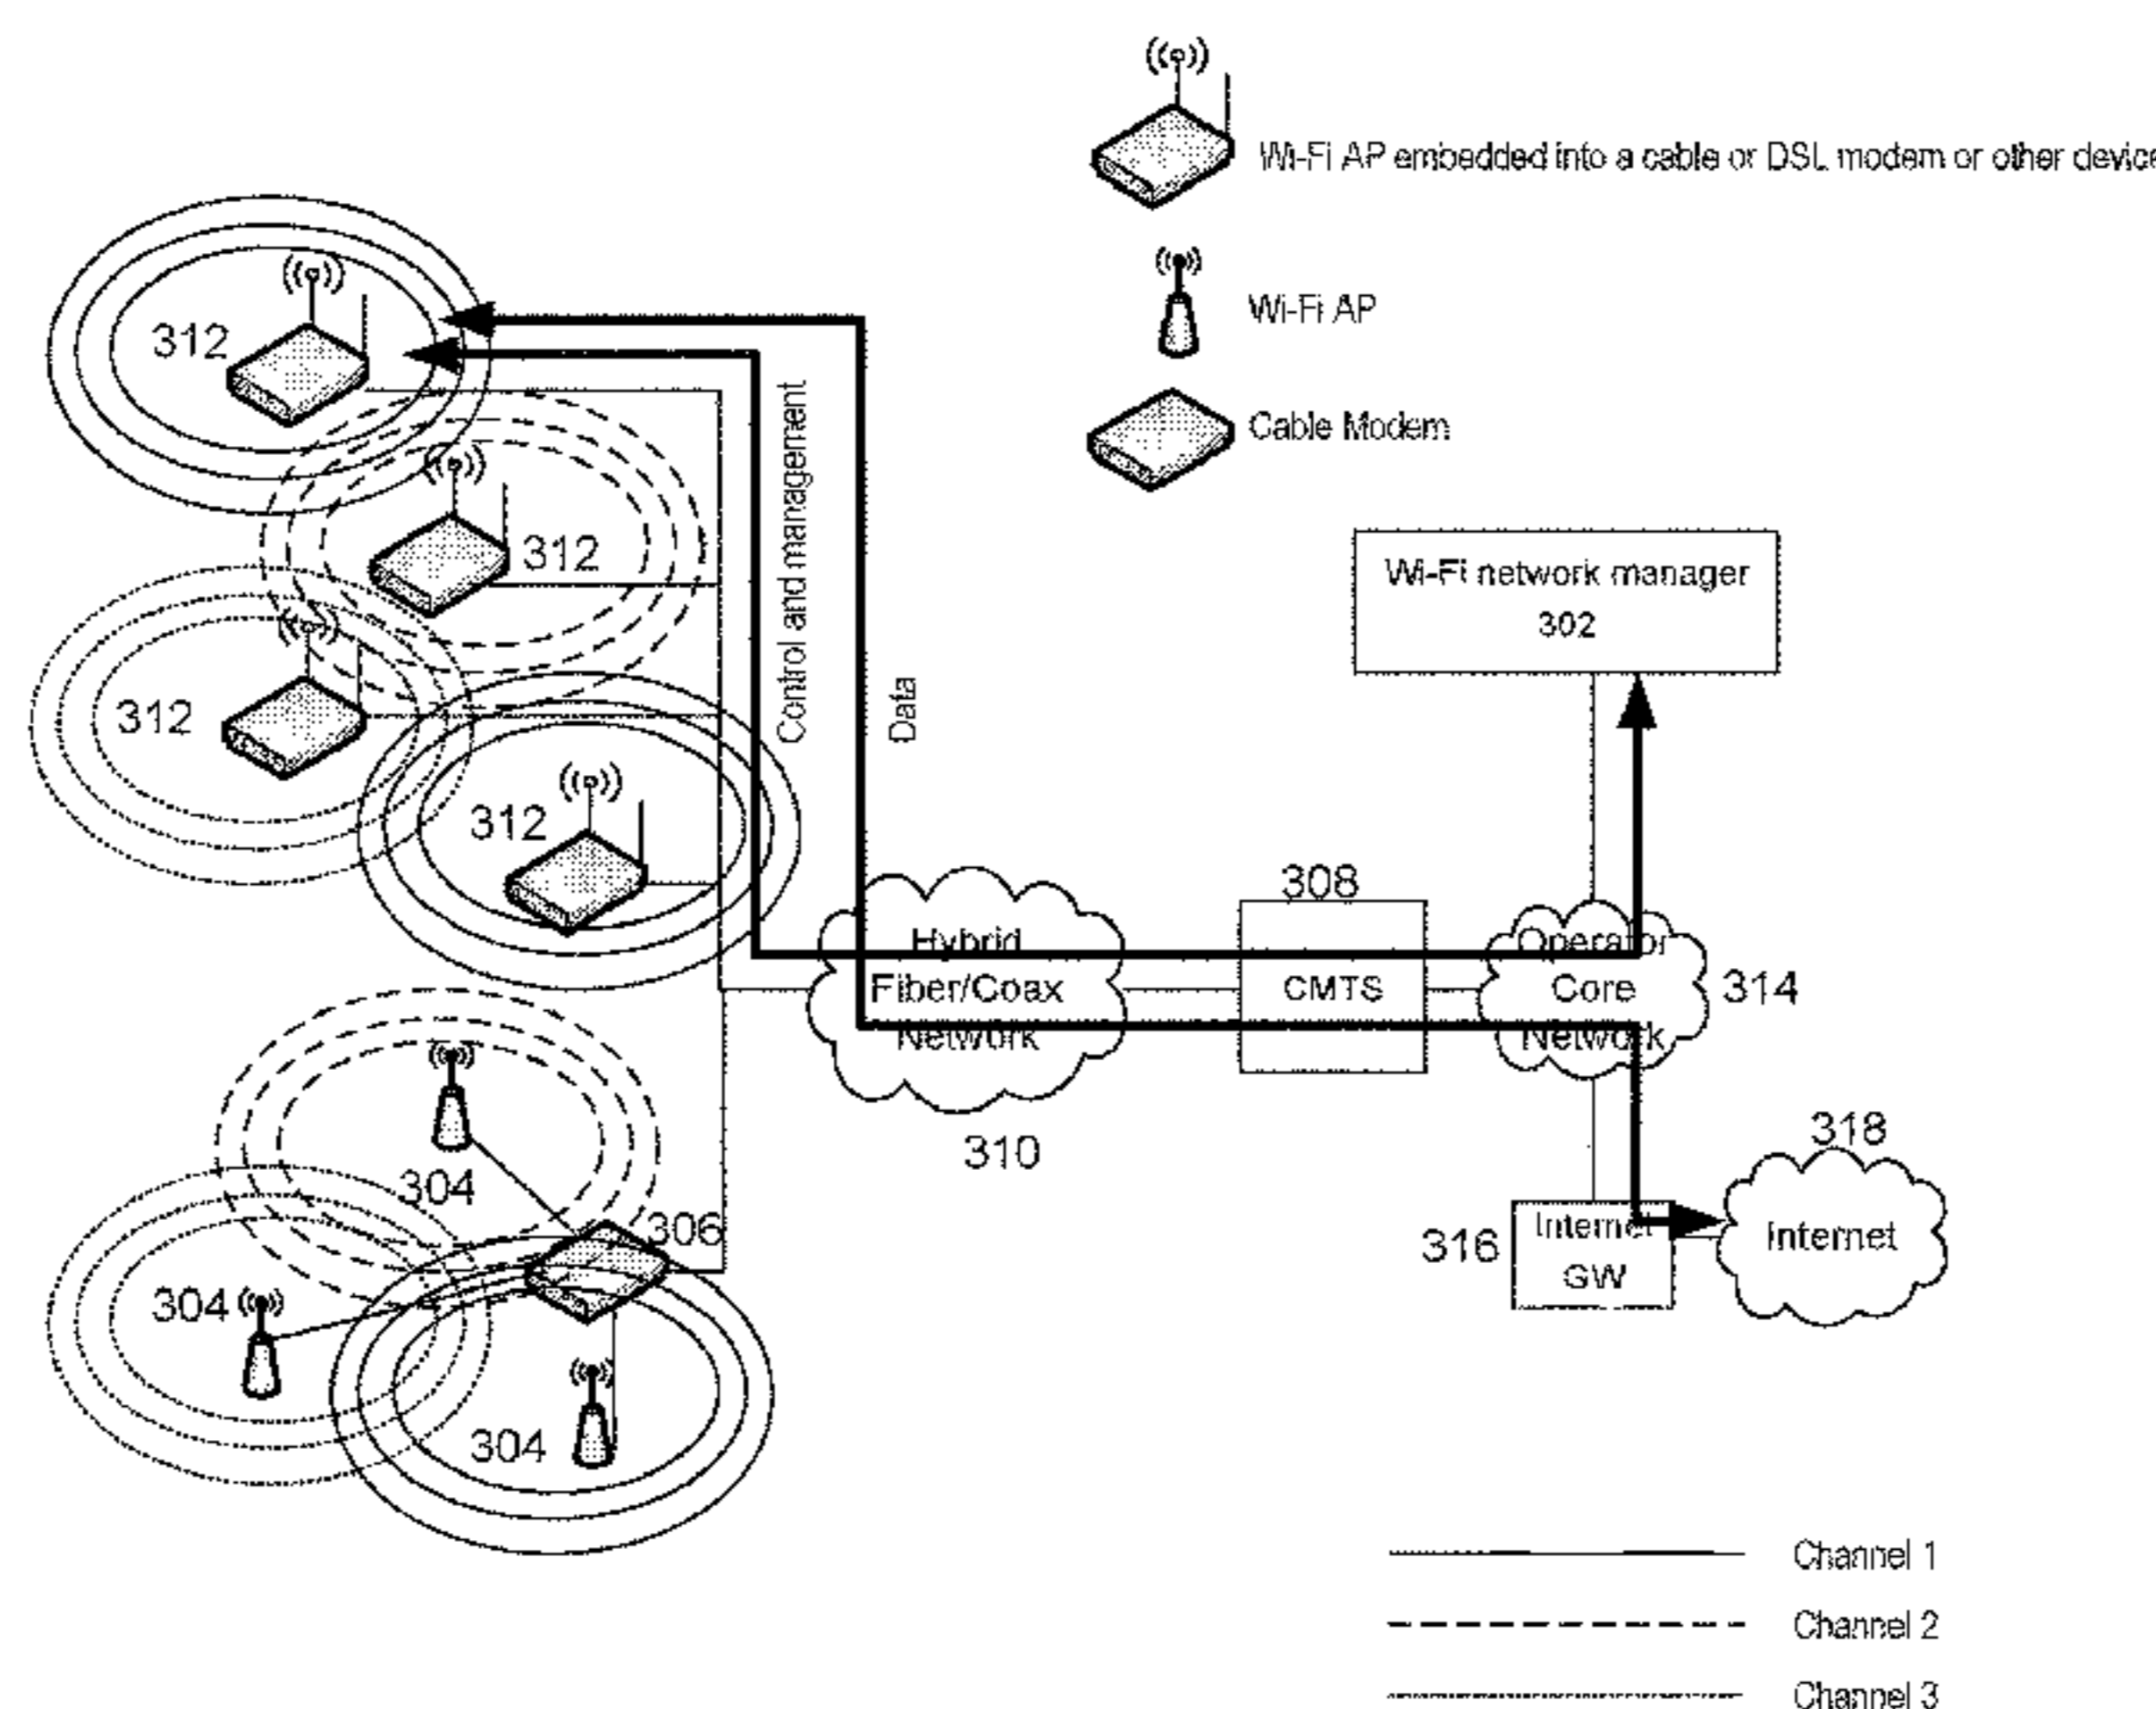 Wi-Fi AP embedded into a cable or DSL modem or other device
Wi-Fi AP
Cable Modem
312
312
312
312
Control and management
Data
Wi-Fi network manager
302
308
Hybrid
Fiber/Coax
Network
310
CMTS
Operator
Core
Network
314
304
306
304
304
316
Internet
GW
318
Internet
Channel 1
Channel 2
Channel 3